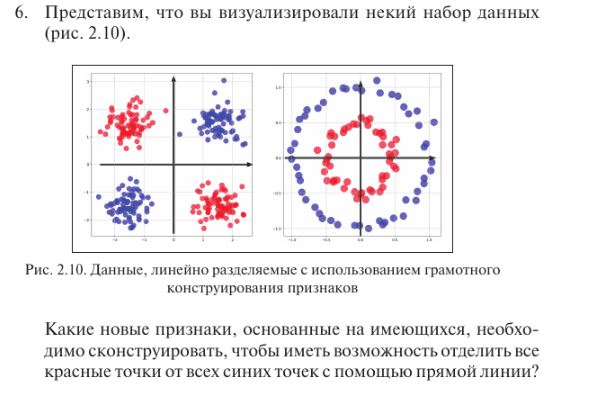 6. Представим, что вы визуализировали некий набор данных
(рис. 2.10).
Рис. 2.10. Данные, линейно разделяемые с использованием грамотного
конструирования признаков
Какие новые признаки, основанные на имеющихся, необхо-
димо сконструировать, чтобы иметь возможность отделить все
красные точки от всех синих точек с помощью прямой линии?